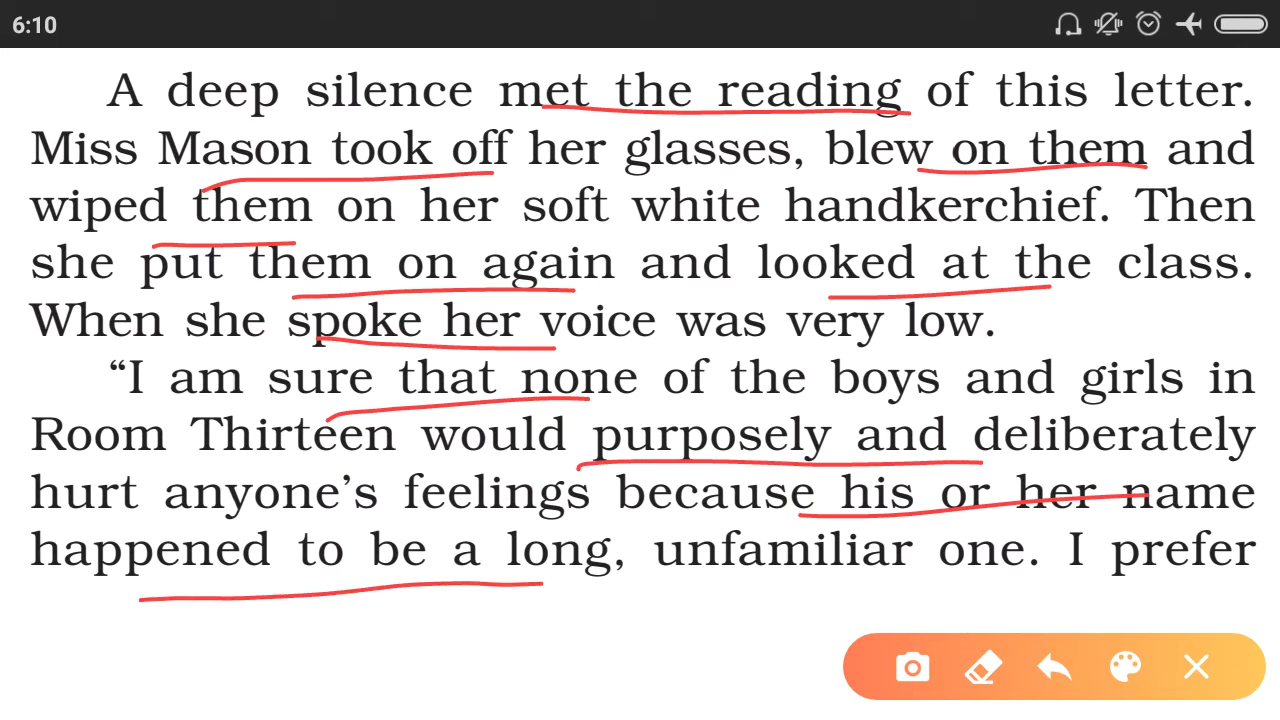 6:10
A deep silence met the reading of this letter.
Miss Mason took off her glasses, blew on them and
wiped them on her soft white handkerchief. Then
she put them on again and looked at the class.
When she spoke her voice was very low.
“I am sure that none of the boys and girls in
Room Thirteen would purposely and deliberately
hurt anyone’s feelings because his or her name
happened to be a long, unfamiliar one. I prefer